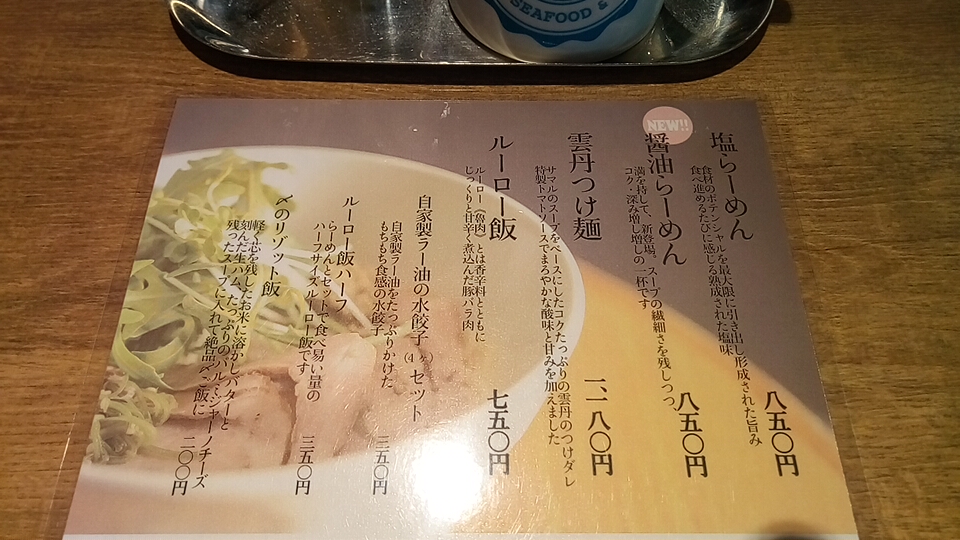 SEAFOOD &
塩らーめん
食材のポテンシャルを最大限に引き出し形成された旨み
食べ進めるたびに感じる熟成された塩味
八五〇円
NEW!!
醤油らーめん
満を持して、新登場。スープの繊細さを残しつつ、
コク・深み増し増しの一杯です
八五〇円
雲丹つけ麺
サマルのスープをベースにしたコクたっぷりの雲丹のつけダレ
特製トマトソースでまろやかな酸味と甘みを加えました
一一八〇円
ルーロー飯
ルーロー（魯肉）とは香辛料とともに
じっくりと甘辛く煮込んだ豚バラ肉
七五〇円
自家製ラー油の水餃子（4ヶ）セット
自家製ラー油をたっぷりかけた
もちもち食感の水餃子
三五〇円
ルーロー飯ハーフ
らーめんとセットで食べ易い量の
ハーフサイズルーロー飯です
三五〇円
〆のリゾット飯
軽く芯を残したお米に溶かしバターと
刻んだ生ハム、たっぷりのパルミジャーノチーズ
残ったスープに入れて絶品〆ご飯に
二〇〇円